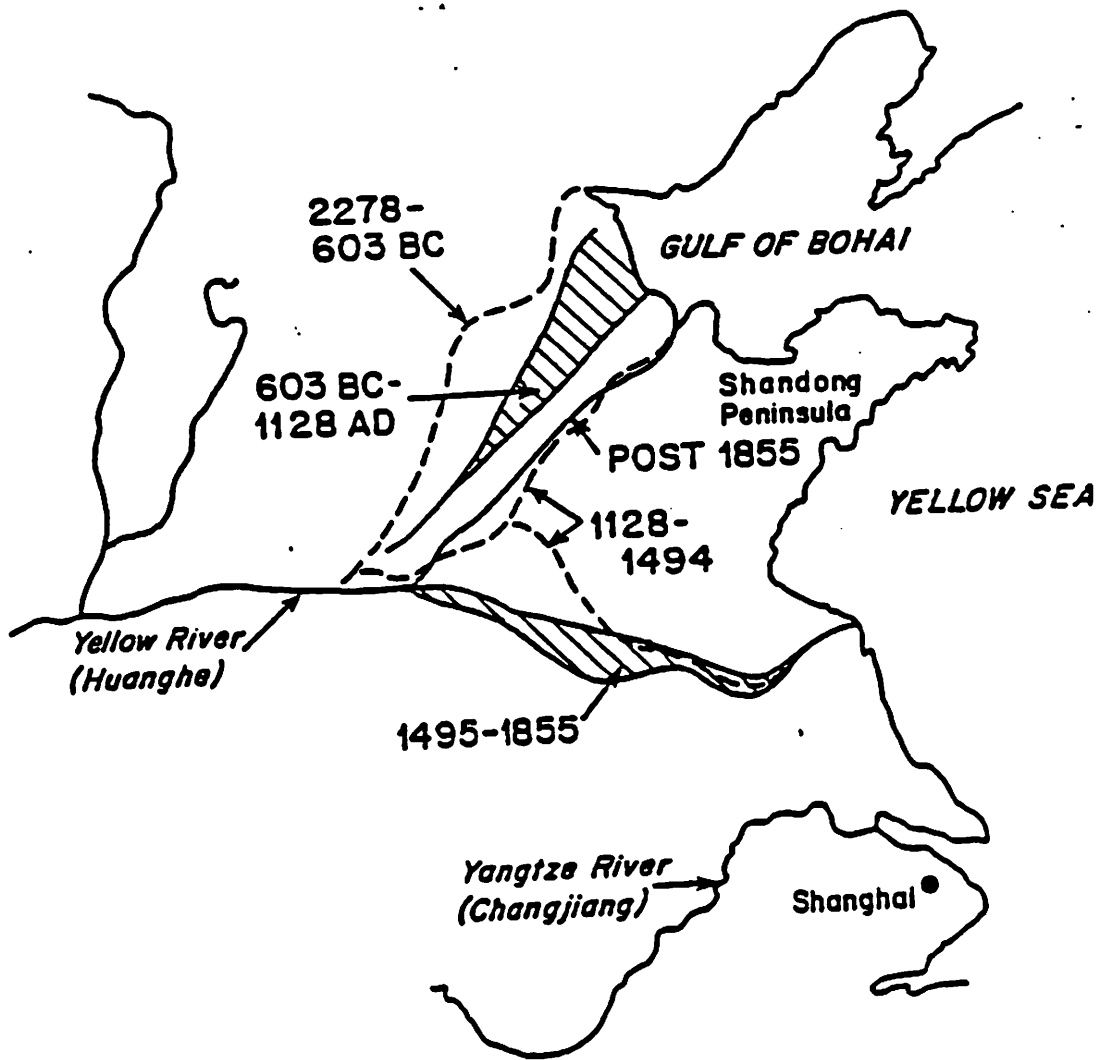 2278-
603 BC
GULF OF BOHAI
603 BC-
1128 AD
Shandong
Peninsula
POST 1855
YELLOW SEA
1128-
1494
Yellow River
(Huanghe)
1495-1855
Yangtze River
(Changjiang)
Shanghai